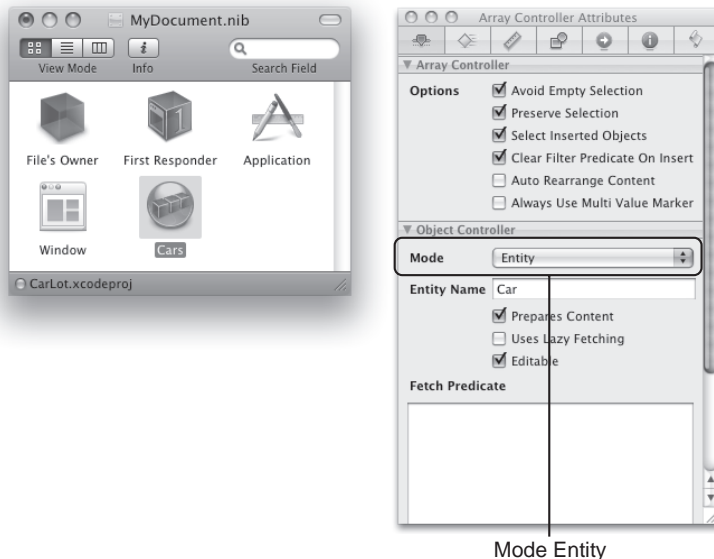 MyDocument.nib
View Mode
Info
Search Field
File's Owner
First Responder
1
Application
Window
Cars
CarLot.xcodeproj
Array Controller Attributes
Array Controller
Options
Avoid Empty Selection
Preserve Selection
Select Inserted Objects
Clear Filter Predicate On Insert
Auto Rearrange Content
Always Use Multi Value Marker
Object Controller
Mode
Entity
Entity Name
Car
Prepares Content
Uses Lazy Fetching
Editable
Fetch Predicate
Mode Entity